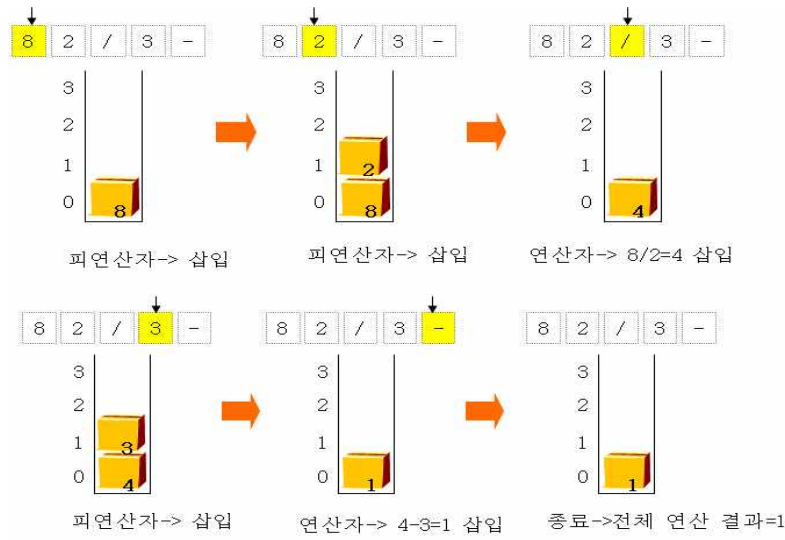 8 2 / 3 - 8 2 / 3 - 8 2 / 3 -
3 3 3
2 2 2
1 2 1 1
0 8 0 8 0 4
피연산자-> 삽입 피연산자-> 삽입 연산자-> 8/2=4 삽입
8 2 / 3 - 8 2 / 3 - 8 2 / 3 -
3 3 3
2 2 2
1 3 1 1
0 4 0 1 0 1
피연산자-> 삽입 연산자-> 4-3=1 삽입 종료->전체 연산 결과=1